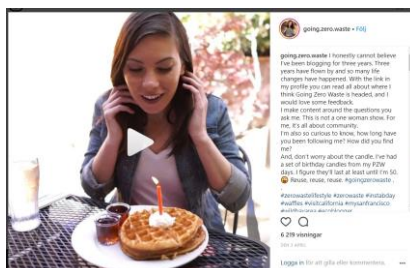 going.zero.waste • Följ
going.zero.waste I honestly cannot believe
I've been blogging for three years. Three
years have flown by and so many life
changes have happened. With the link in
my profile you can read all about where I
think Going Zero Waste is headed, and I
would love some feedback.
I make content around the questions you
ask me. This is not a one woman show. For
me, it's all about community.
I'm also so curious to know, how long have
you been following me? How did you find
me?
And, don't worry about the candle. I've had
a set of birthday candles from my PZW
days. I figure they'll last at least until I'm 50.
😂 Reuse, reuse, reuse. #goingzerowaste .
#zerowastelifestyle #zerowaste #instabday
#waffles #visitcalifornia #mysanfrancisco
6 219 visningar
Logga in för att gilla eller kommentera.